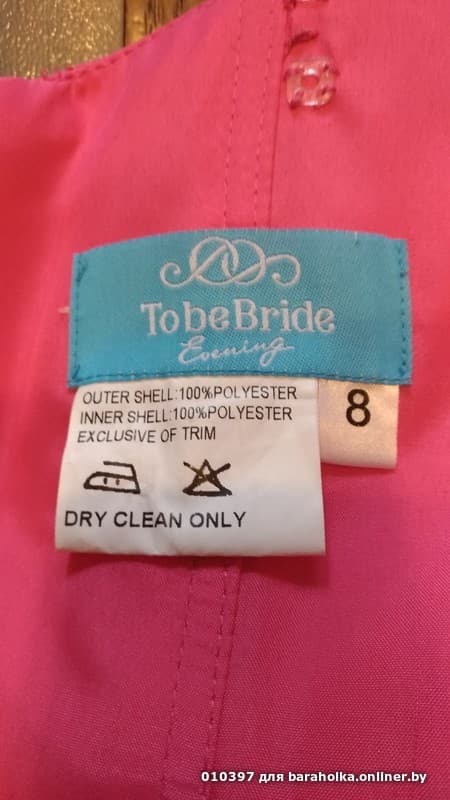 TobeBride
Evening
OUTER SHELL:100%POLYESTER
INNER SHELL:100%POLYESTER
EXCLUSIVE OF TRIM
DRY CLEAN ONLY
8
010397 для baraholka.onliner.by